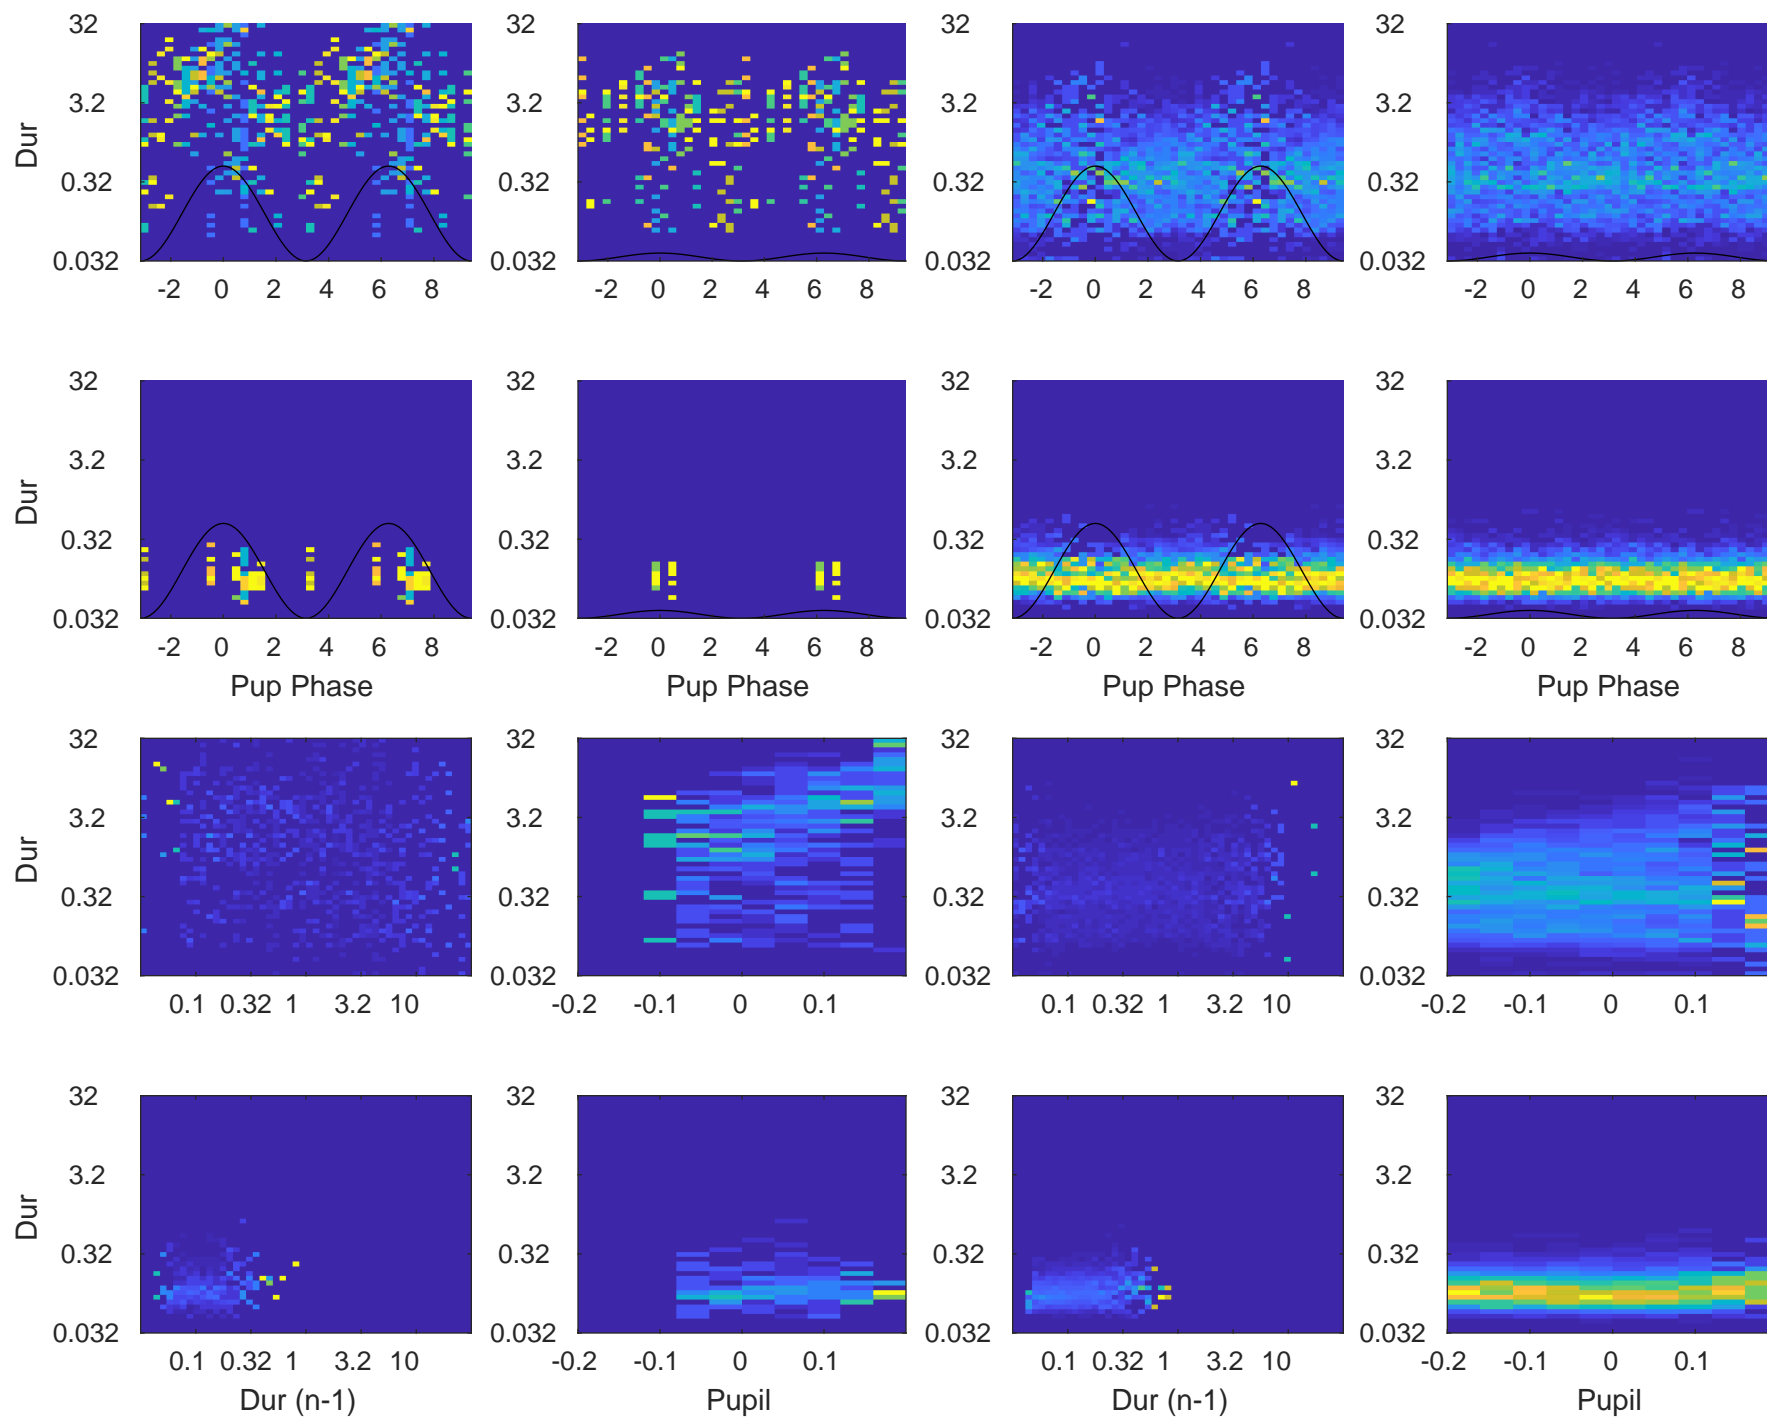 32 32 32 32
3.2 3.2 3.2 3.2
Dur
0.32 0.32 0.32 0.32
0.032 0.032 0.032 0.032
-2 0 2 4 6 8 -2 0 2 4 6 8 -2 0 2 4 6 8 -2 0 2 4 6 8
32 32 32 32
3.2 3.2 3.2 3.2
Dur
0.32 0.32 0.32 0.32
0.032 0.032 0.032 0.032
-2 0 2 4 6 8 -2 0 2 4 6 8 -2 0 2 4 6 8 -2 0 2 4 6 8
Pup Phase Pup Phase Pup Phase Pup Phase
32 32 32 32
3.2 3.2 3.2 3.2
Dur
0.32 0.32 0.32 0.32
0.032 0.032 0.032 0.032
0.1 0.32 1 3.2 10 -0.2 -0.1 0 0.1 0.1 0.32 1 3.2 10 -0.2 -0.1 0 0.1
32 32 32 32
3.2 3.2 3.2 3.2
Dur
0.32 0.32 0.32 0.32
0.032 0.032 0.032 0.032
0.1 0.32 1 3.2 10 -0.2 -0.1 0 0.1 0.1 0.32 1 3.2 10 -0.2 -0.1 0 0.1
Dur (n-1) Pupil Dur (n-1) Pupil